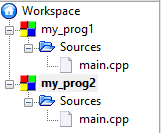 Workspace
my_prog1
Sources
main.cpp
my_prog2
Sources
main.cpp